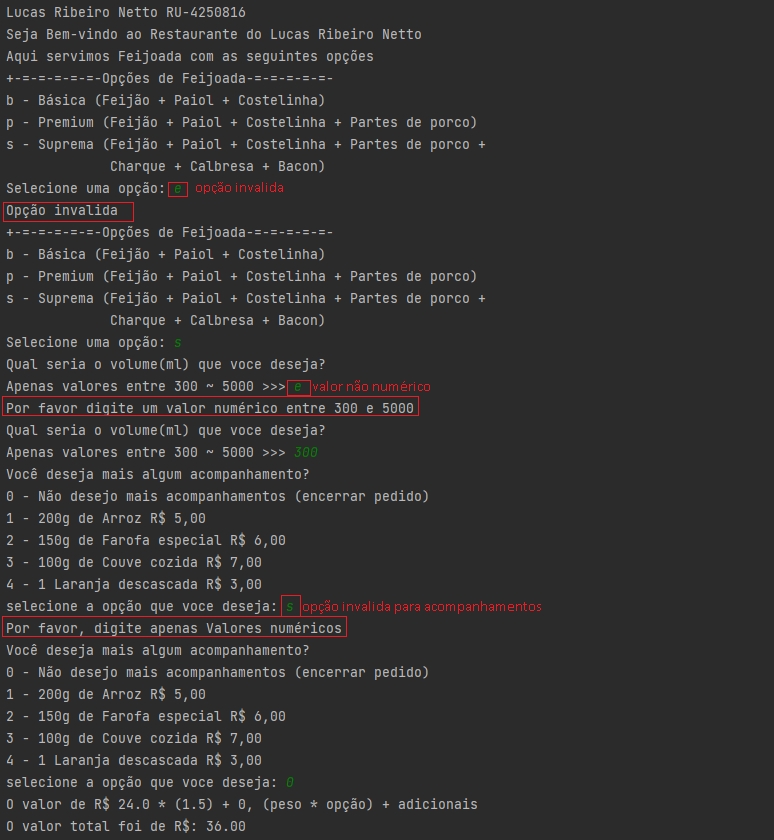 Lucas Ribeiro Netto RU-4250816
Seja Bem-vindo ao Restaurante do Lucas Ribeiro Netto
Aqui servimos Feijoada com as seguintes opções
+-=-=-=-=-=-Opções de Feijoada-=-=-=-=-=-
b - Básica (Feijão + Paiol + Costelinha)
p - Premium (Feijão + Paiol + Costelinha + Partes de porco)
s - Suprema (Feijão + Paiol + Costelinha + Partes de porco +
Charque + Calbresa + Bacon)
Selecione uma opção: e opção invalida
Opção invalida
+-=-=-=-=-=-Opções de Feijoada-=-=-=-=-=-
b - Básica (Feijão + Paiol + Costelinha)
p - Premium (Feijão + Paiol + Costelinha + Partes de porco)
s - Suprema (Feijão + Paiol + Costelinha + Partes de porco +
Charque + Calbresa + Bacon)
Selecione uma opção: s
Qual seria o volume(ml) que voce deseja?
Apenas valores entre 300 ~ 5000 >>> e valor não numérico
Por favor digite um valor numérico entre 300 e 5000
Qual seria o volume(ml) que voce deseja?
Apenas valores entre 300 ~ 5000 >>> 300
Você deseja mais algum acompanhamento?
0 - Não desejo mais acompanhamentos (encerrar pedido)
1 - 200g de Arroz R$ 5,00
2 - 150g de Farofa especial R$ 6,00
3 - 100g de Couve cozida R$ 7,00
4 - 1 Laranja descascada R$ 3,00
selecione a opção que voce deseja: s opção invalida para acompanhamentos
Por favor, digite apenas Valores numéricos
Você deseja mais algum acompanhamento?
0 - Não desejo mais acompanhamentos (encerrar pedido)
1 - 200g de Arroz R$ 5,00
2 - 150g de Farofa especial R$ 6,00
3 - 100g de Couve cozida R$ 7,00
4 - 1 Laranja descascada R$ 3,00
selecione a opção que voce deseja: 0
O valor de R$ 24.0 * (1.5) + 0, (peso * opção) + adicionais
O valor total foi de R$: 36.00